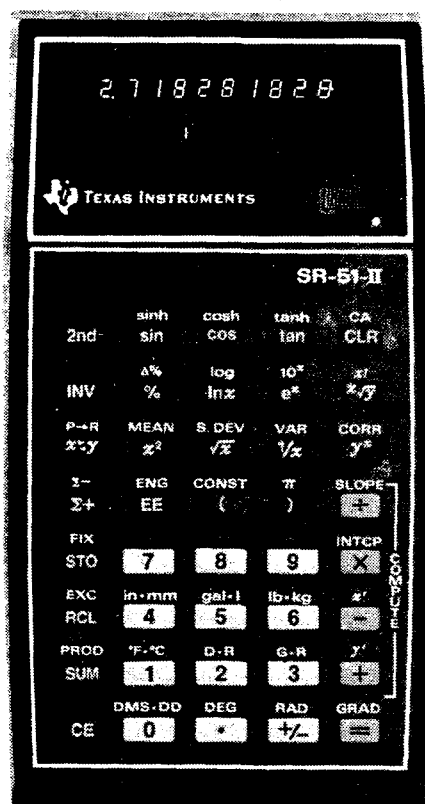 2.718281828
TEXAS INSTRUMENTS
SR-51-II
sinh cosh tanh CA
2nd sin cos tan CLR
Δ% log 10ˣ x!
INV % lnx eˣ ˣ√y
P→R MEAN S.DEV VAR CORR
x⇄y x² √x ¹/x yˣ
Σ- ENG CONST π SLOPE
Σ+ EE ( ) ÷
FIX INTCP
STO 7 8 9 X
EXC in-mm gal-l lb-kg x'
RCL 4 5 6 -
PROD °F-°C D-R G-R y'
SUM 1 2 3 +
DMS-DD DEG RAD GRAD
CE 0 . +/- =
COMPUTE